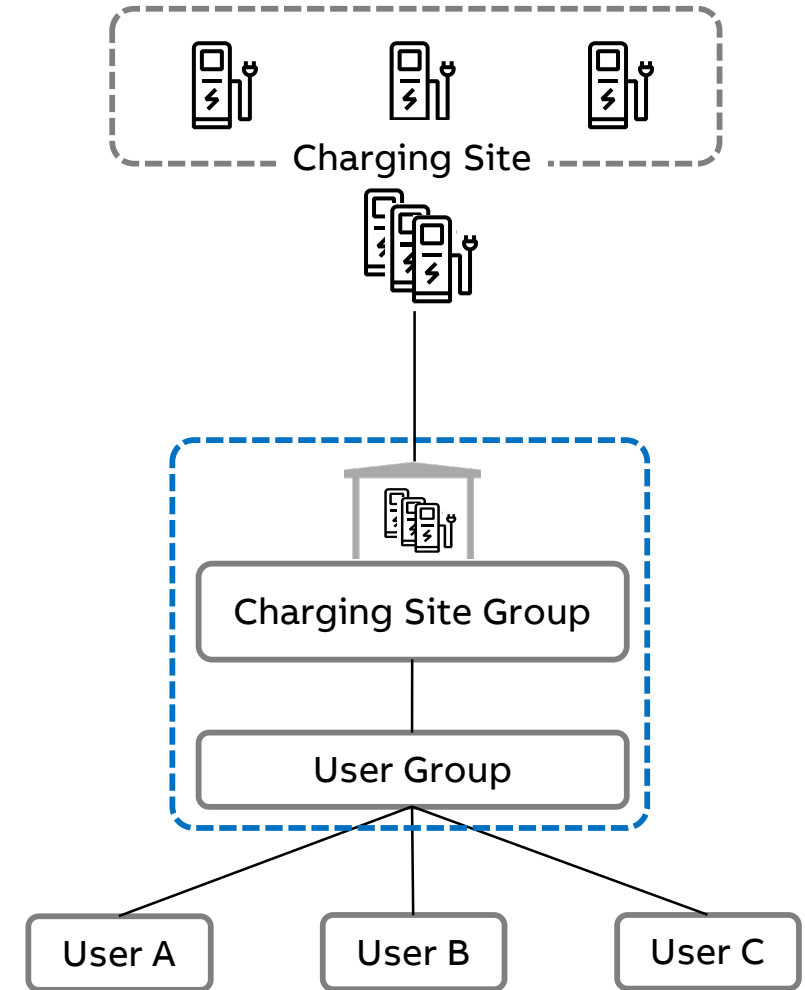 Charging Site
Charging Site Group
User Group
User A
User B
User C